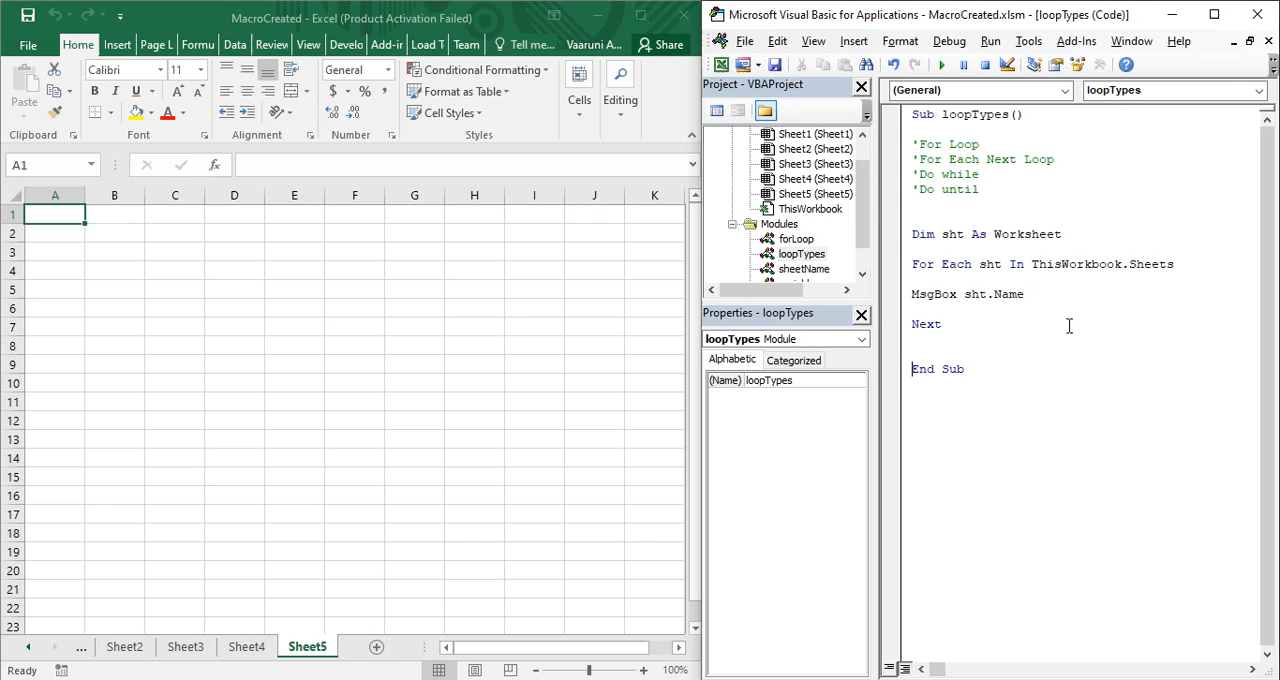 MacroCreated - Excel (Product Activation Failed)
File Home Insert Page L Formu Data Review View Develo Add-ir Load T Team Tell me... Vaaruni A... Share
Paste
Calibri 11
B I U
General
$ % ,
Conditional Formatting
Format as Table
Cell Styles
Cells
Editing
Clipboard Font Alignment Number Styles
A1 fx
A B C D E F G H I J K
1
2
3
4
5
6
7
8
9
10
11
12
13
14
15
16
17
18
19
20
21
22
23
... Sheet2 Sheet3 Sheet4 Sheet5
Ready 100%
Microsoft Visual Basic for Applications - MacroCreated.xlsm - [loopTypes (Code)]
File Edit View Insert Format Debug Run Tools Add-Ins Window Help
Project - VBAProject
Sheet1 (Sheet1)
Sheet2 (Sheet2)
Sheet3 (Sheet3)
Sheet4 (Sheet4)
Sheet5 (Sheet5)
ThisWorkbook
Modules
forLoop
loopTypes
sheetName
Properties - loopTypes
loopTypes Module
Alphabetic Categorized
(Name) loopTypes
(General) loopTypes
Sub loopTypes()
'For Loop
'For Each Next Loop
'Do while
'Do until
Dim sht As Worksheet
For Each sht In ThisWorkbook.Sheets
MsgBox sht.Name
Next
End Sub